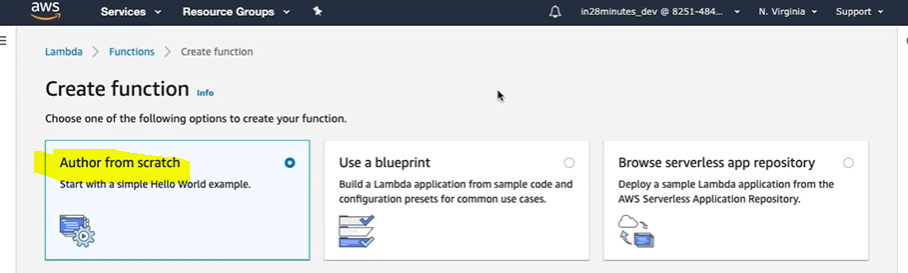 aws Services Resource Groups in28minutes_dev @ 8251-484... N. Virginia Support
Lambda Functions Create function
Create function Info
Choose one of the following options to create your function.
Author from scratch
Start with a simple Hello World example.
Use a blueprint
Build a Lambda application from sample code and
configuration presets for common use cases.
Browse serverless app repository
Deploy a sample Lambda application from the
AWS Serverless Application Repository.